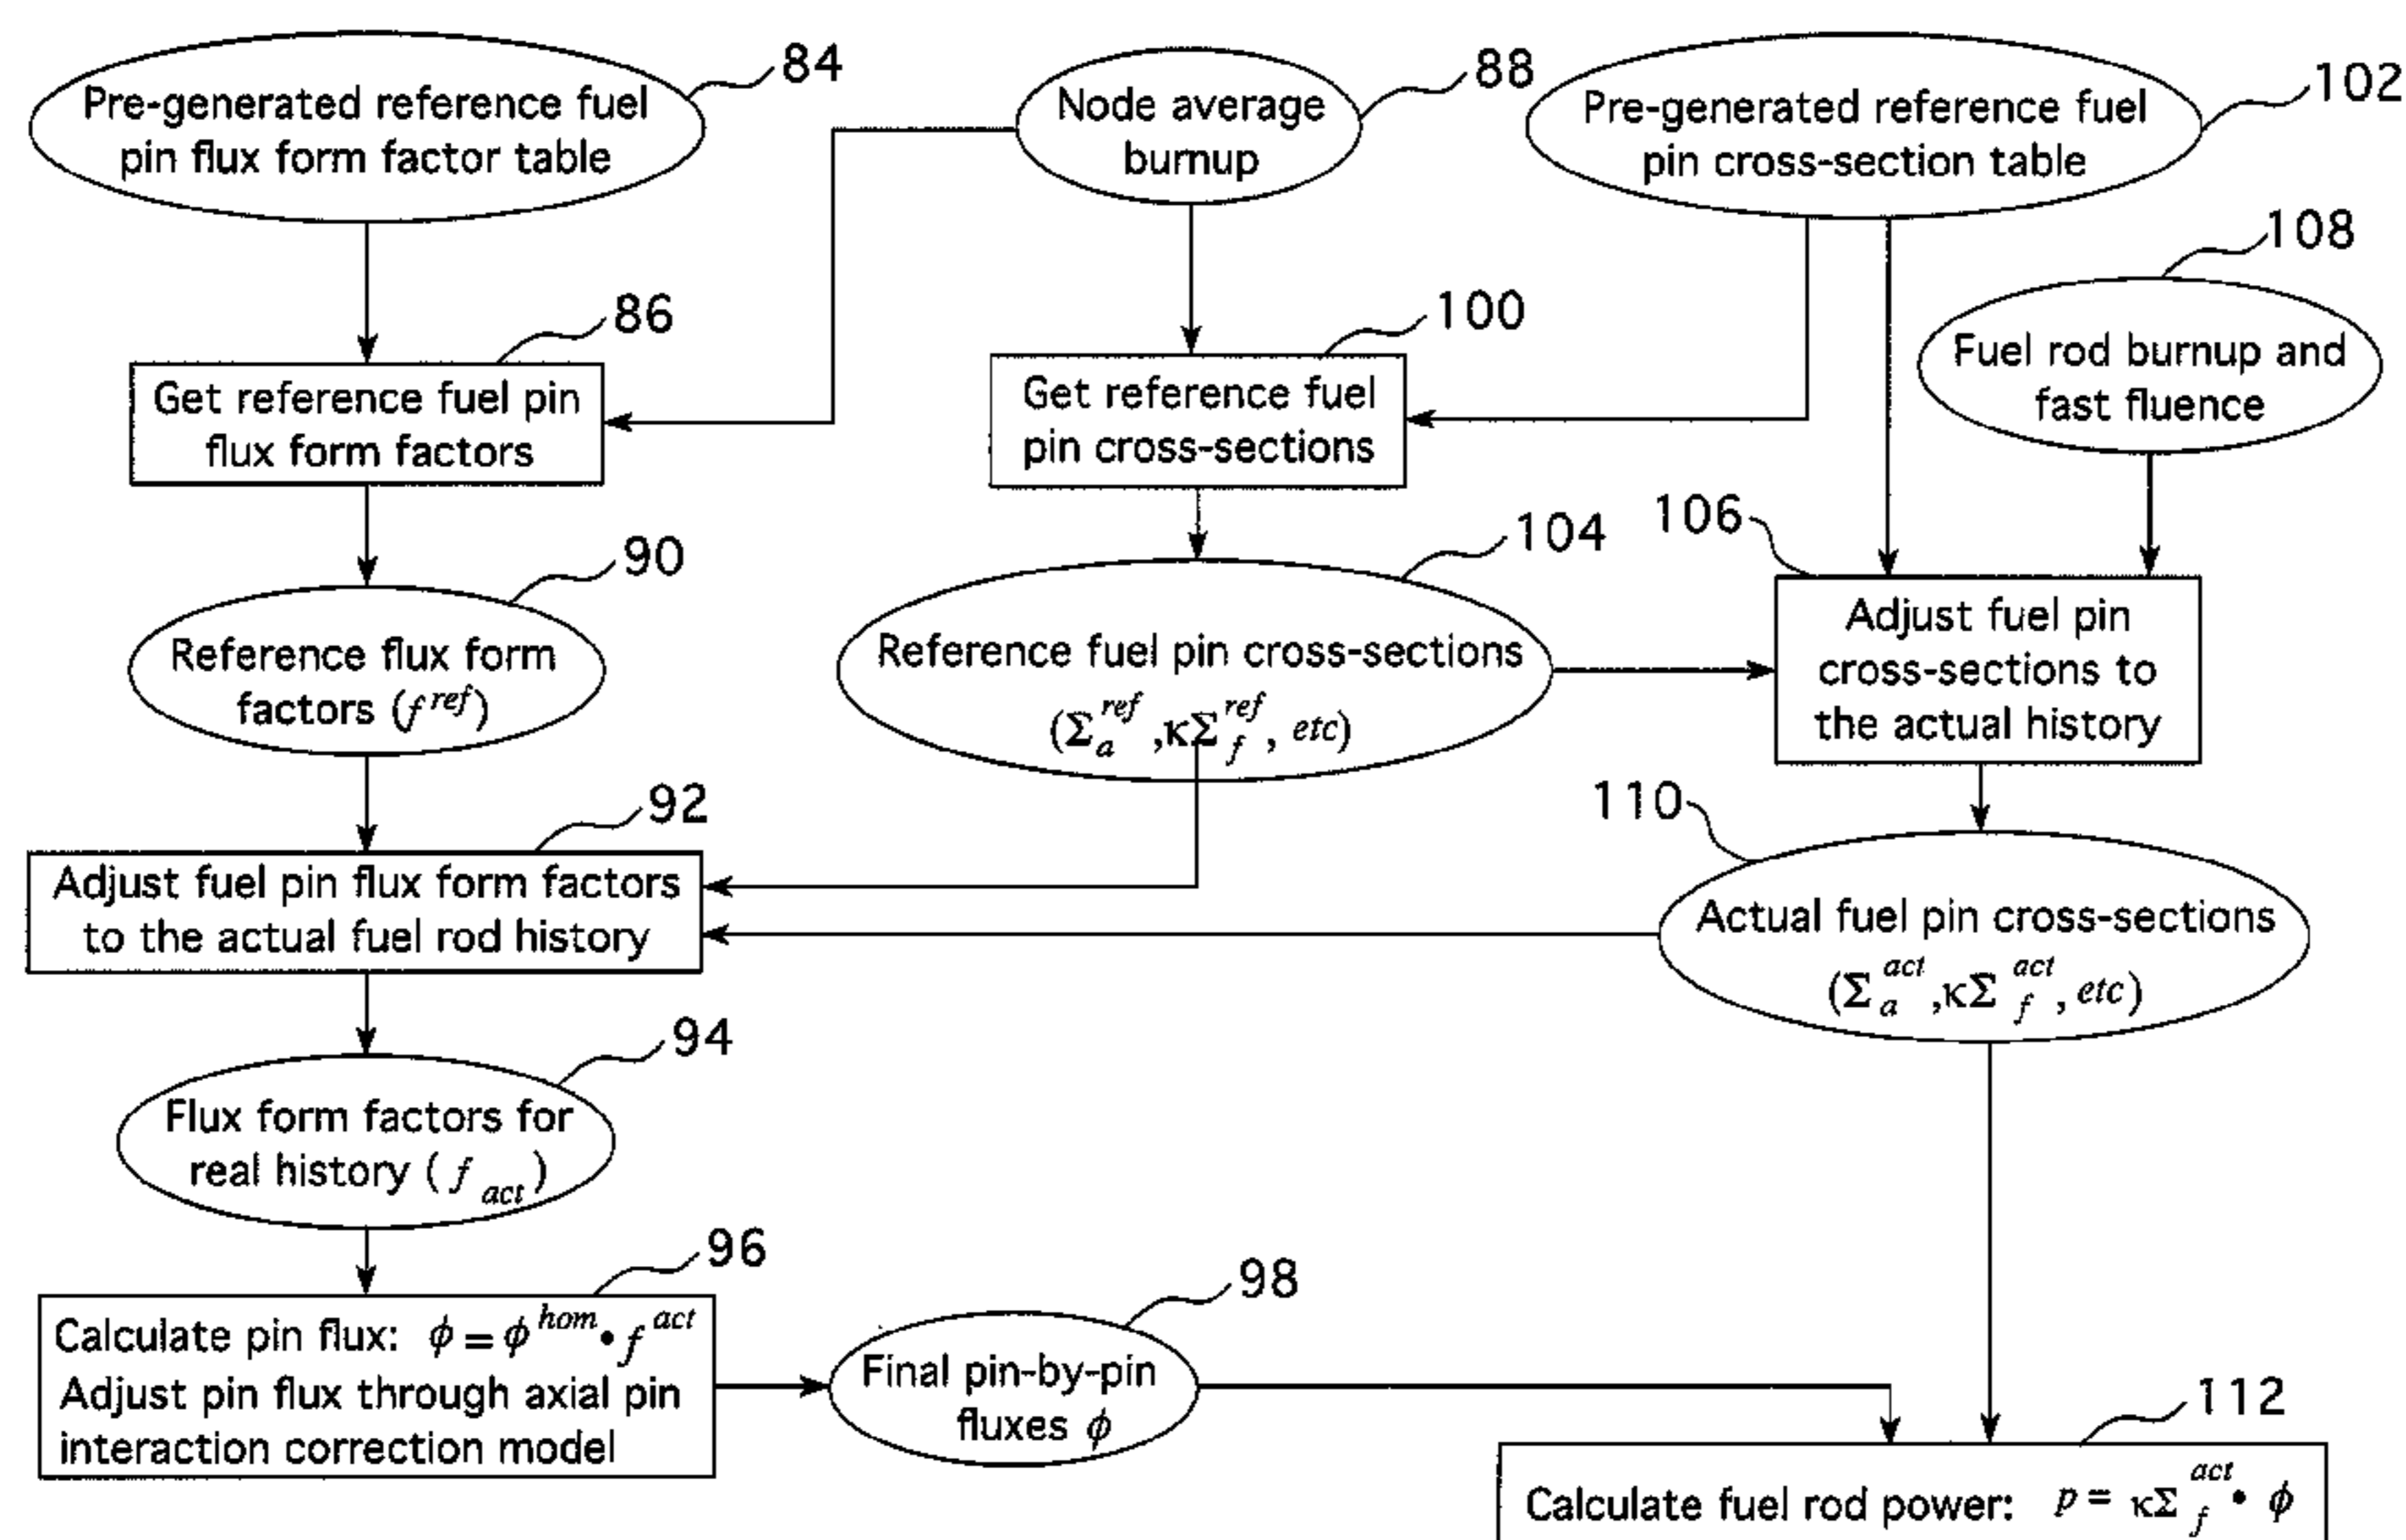 84
Pre-generated reference fuel
pin flux form factor table
88
Node average
burnup
102
Pre-generated reference fuel
pin cross-section table
108
Fuel rod burnup and
fast fluence
86
Get reference fuel pin
flux form factors
100
Get reference fuel
pin cross-sections
90
Reference flux form
factors (f^ref)
104
Reference fuel pin cross-sections
(Σ_a^ref ,κΣ_f^ref, etc)
106
Adjust fuel pin
cross-sections to
the actual history
92
Adjust fuel pin flux form factors
to the actual fuel rod history
110
Actual fuel pin cross-sections
(Σ_a^act ,κΣ_f^act, etc)
94
Flux form factors for
real history ( f_act )
96
Calculate pin flux: ϕ = ϕ^hom • f^act
Adjust pin flux through axial pin
interaction correction model
98
Final pin-by-pin
fluxes ϕ
112
Calculate fuel rod power: p = κΣ_f^act • ϕ